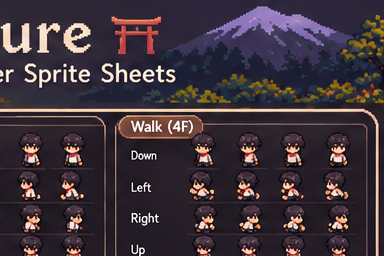 ure
er Sprite Sheets
Walk (4F)
Down
Left
Right
Up